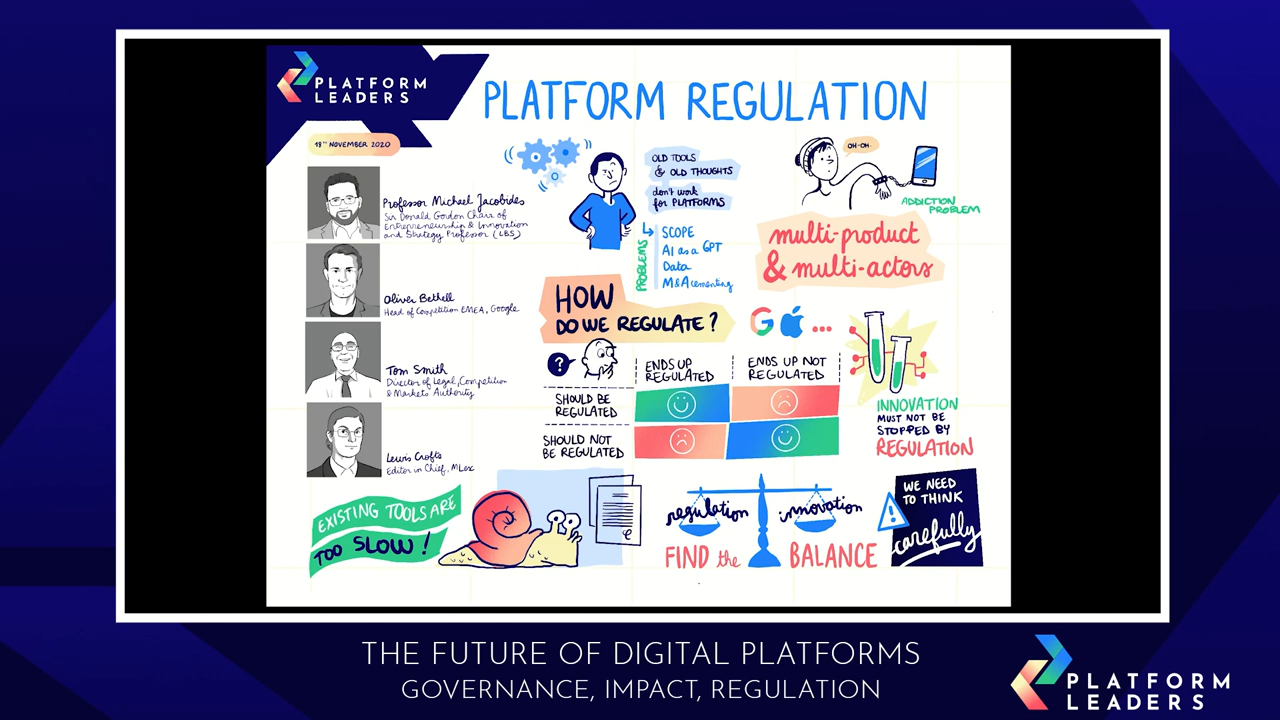 PLATFORM
LEADERS
PLATFORM REGULATION
18TH NOVEMBER 2020
Professor Michael Jacobides
Sir Donald Gordon Chair of
Entrepreneurship & Innovation
and Strategy Professor (LBS)
Oliver Bethell
Head of Competition EMEA, Google
Tom Smith
Director of Legal, Competition
& Markets Authority
Lewis Crofts
Editor in Chief, MLex
OLD TOOLS
& OLD THOUGHTS
don't work
for PLATFORMS
PROBLEMS
SCOPE
AI as a GPT
Data
M&A cementing
OH-OH.
ADDICTION
PROBLEM
multi-product
& multi-actors
HOW
DO WE REGULATE?
?
G ...
ENDS UP
REGULATED
ENDS UP NOT
REGULATED
SHOULD BE
REGULATED
SHOULD NOT
BE REGULATED
INNOVATION
MUST NOT BE
STOPPED BY
REGULATION
EXISTING TOOLS ARE
TOO SLOW!
regulation innovation
FIND the BALANCE
!
WE NEED
TO THINK
carefully
THE FUTURE OF DIGITAL PLATFORMS
GOVERNANCE, IMPACT, REGULATION
PLATFORM
LEADERS